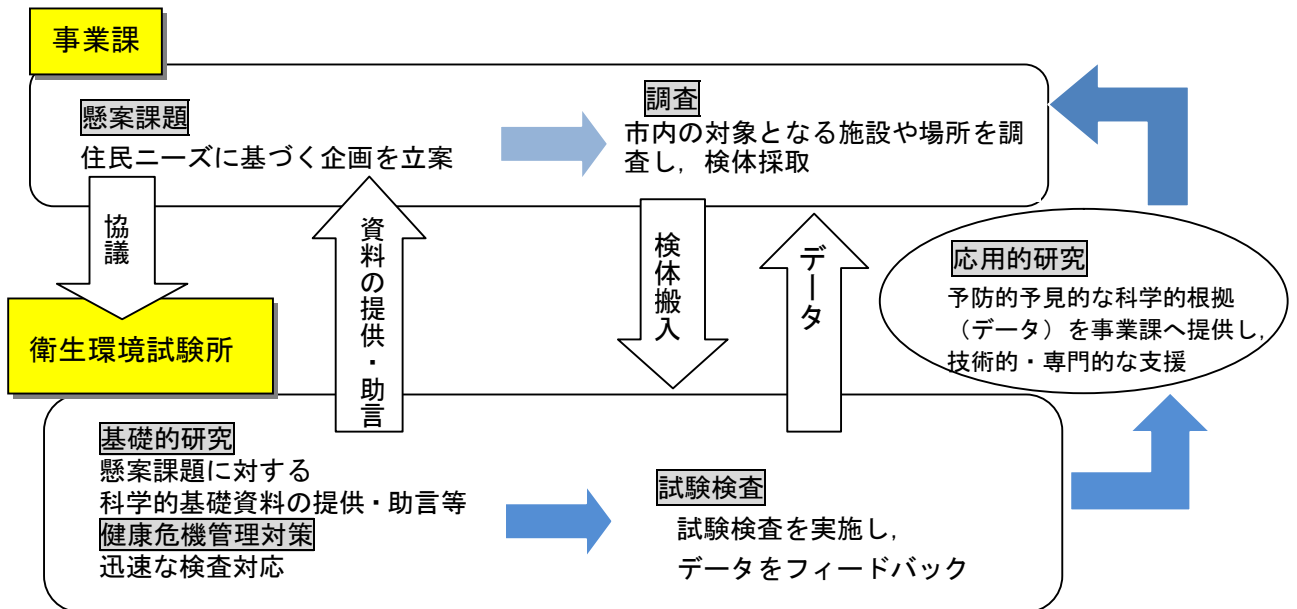 事業課
懸案課題
住民ニーズに基づく企画を立案
調査
市内の対象となる施設や場所を調
査し，検体採取
協議
資料の提供・助言
検体搬入
データ
応用的研究
予防的予見的な科学的根拠
（データ）を事業課へ提供し，
技術的・専門的な支援
衛生環境試験所
基礎的研究
懸案課題に対する
科学的基礎資料の提供・助言等
健康危機管理対策
迅速な検査対応
試験検査
試験検査を実施し，
データをフィードバック